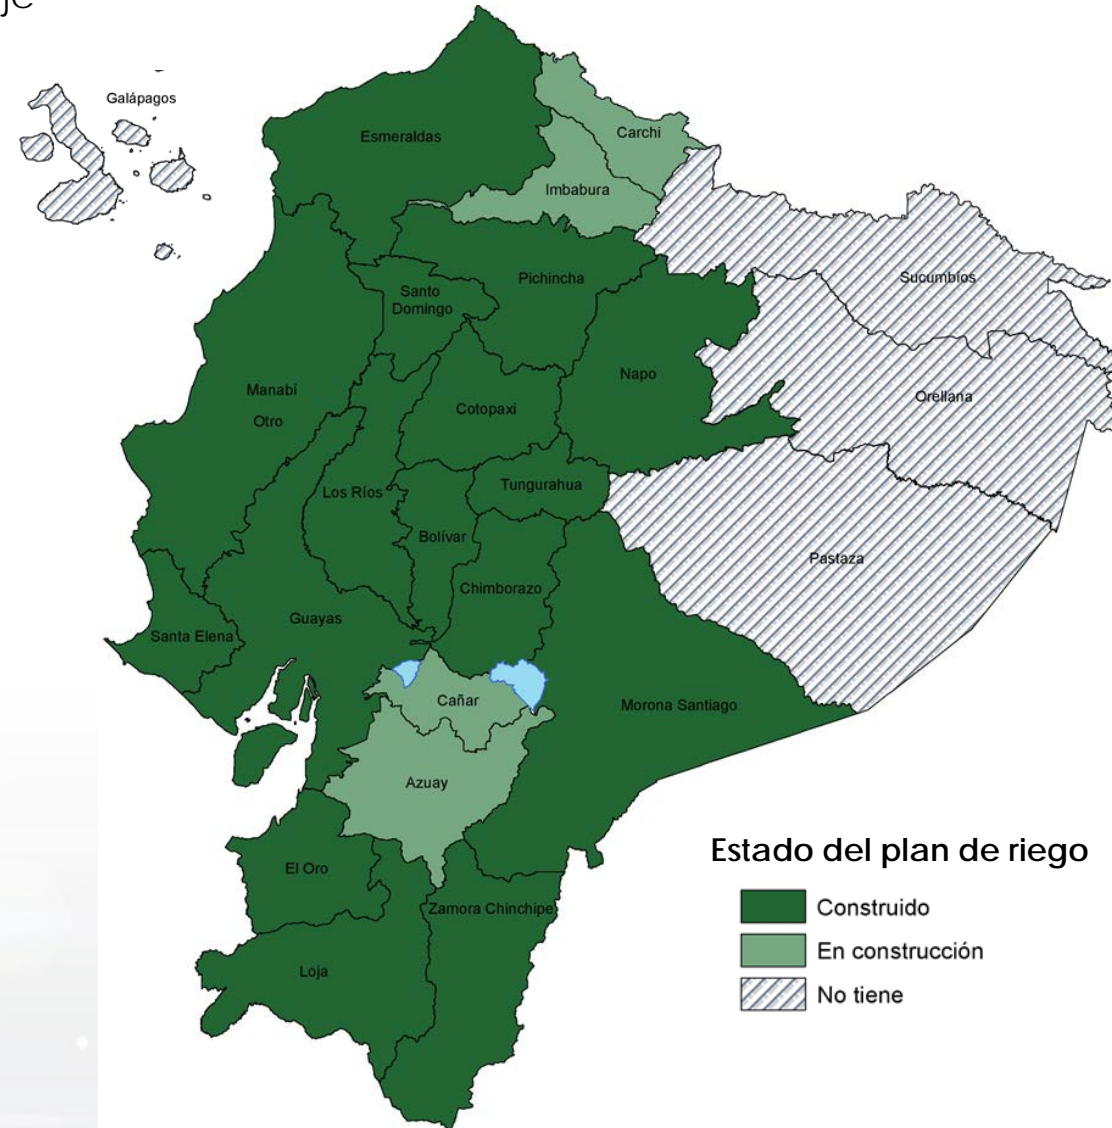 Galápagos
Esmeraldas
Carchi
Imbabura
Sucumbíos
Pichincha
Santo
Domingo
Napo
Manabí
Otro
Cotopaxi
Orellana
Los Ríos
Tungurahua
Bolívar
Pastaza
Chimborazo
Guayas
Santa Elena
Cañar
Morona Santiago
Azuay
Estado del plan de riego
El Oro
Construido
Zamora Chinchipe
En construcción
Loja
No tiene